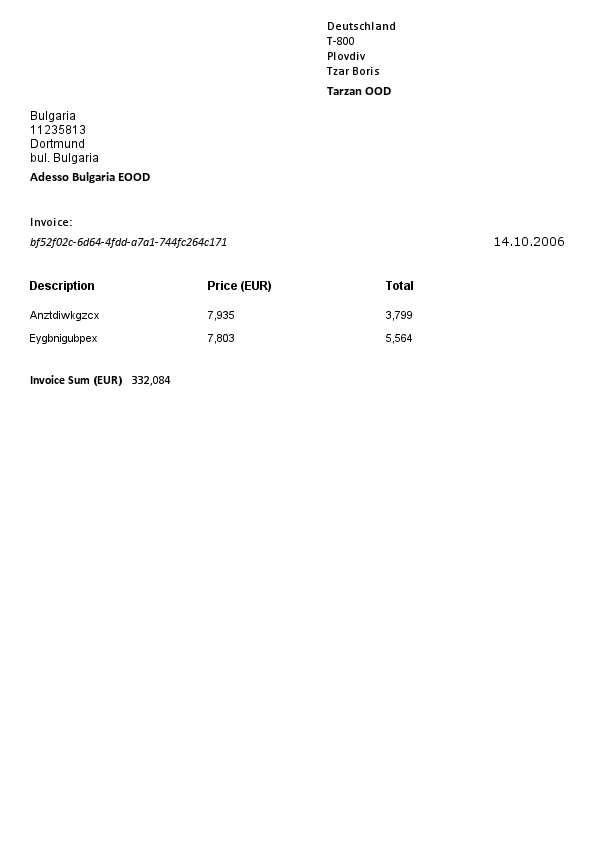 Deutschland
T-800
Plovdiv
Tzar Boris
Tarzan OOD
Bulgaria
11235813
Dortmund
bul. Bulgaria
Adesso Bulgaria EOOD
Invoice:
bf52f02c-6d64-4fdd-a7a1-744fc264c171 14.10.2006
Description Price (EUR) Total
Anztdiwkgzcx 7,935 3,799
Eygbnigubpex 7,803 5,564
Invoice Sum (EUR) 332,084